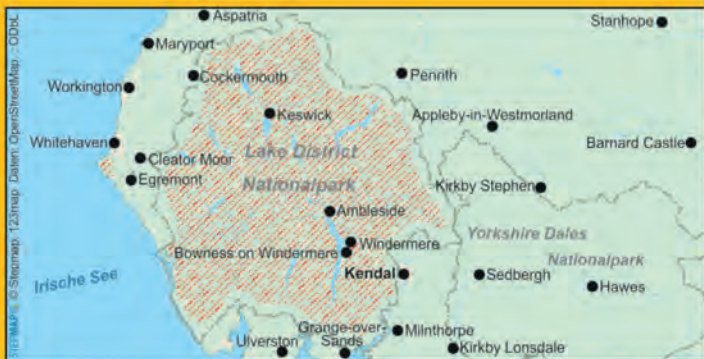 Aspatria
Stanhope
Maryport
Cockermouth
Penrith
Workington
Keswick
Appleby-in-Westmorland
Whitehaven
Lake District
Barnard Castle
Cleator Moor
Egremont
Nationalpark
Kirkby Stephen
Ambleside
Yorkshire Dales
Windermere
Bowness on Windermere
Nationalpark
Irische See
Kendal
Sedbergh
Hawes
Grange-over-
Sands
Ulverston
Milnthorpe
Kirkby Lonsdale
STEPMAP © Stepmap, 123map Daten: OpenStreetMap, : ODbL